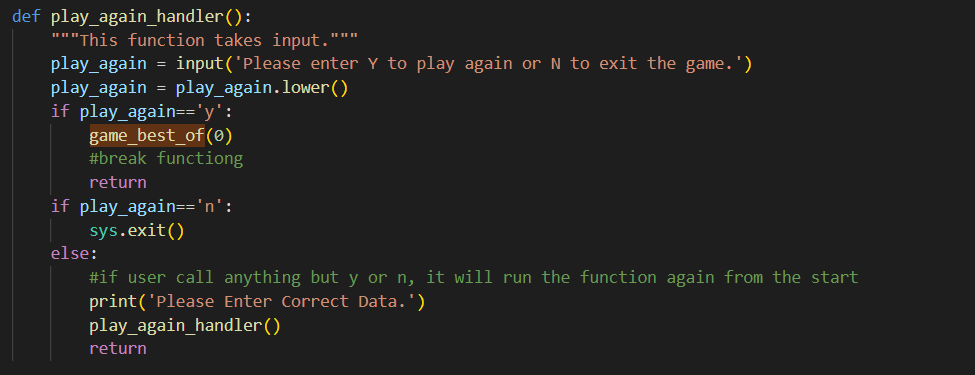 def play_again_handler():
    """This function takes input."""
    play_again = input('Please enter Y to play again or N to exit the game.')
    play_again = play_again.lower()
    if play_again=='y':
        game_best_of(0)
        #break functiong
        return
    if play_again=='n':
        sys.exit()
    else:
        #if user call anything but y or n, it will run the function again from the start
        print('Please Enter Correct Data.')
        play_again_handler()
        return